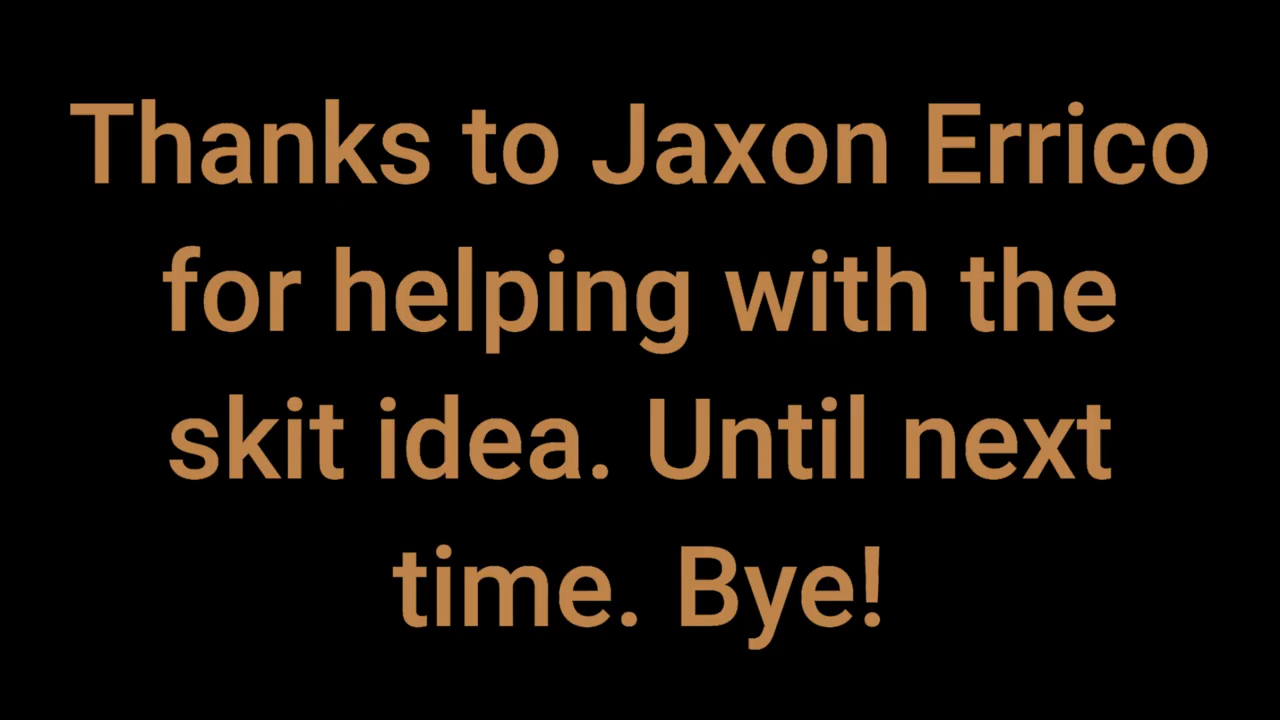 Thanks to Jaxon Errico
for helping with the
skit idea. Until next
time. Bye!